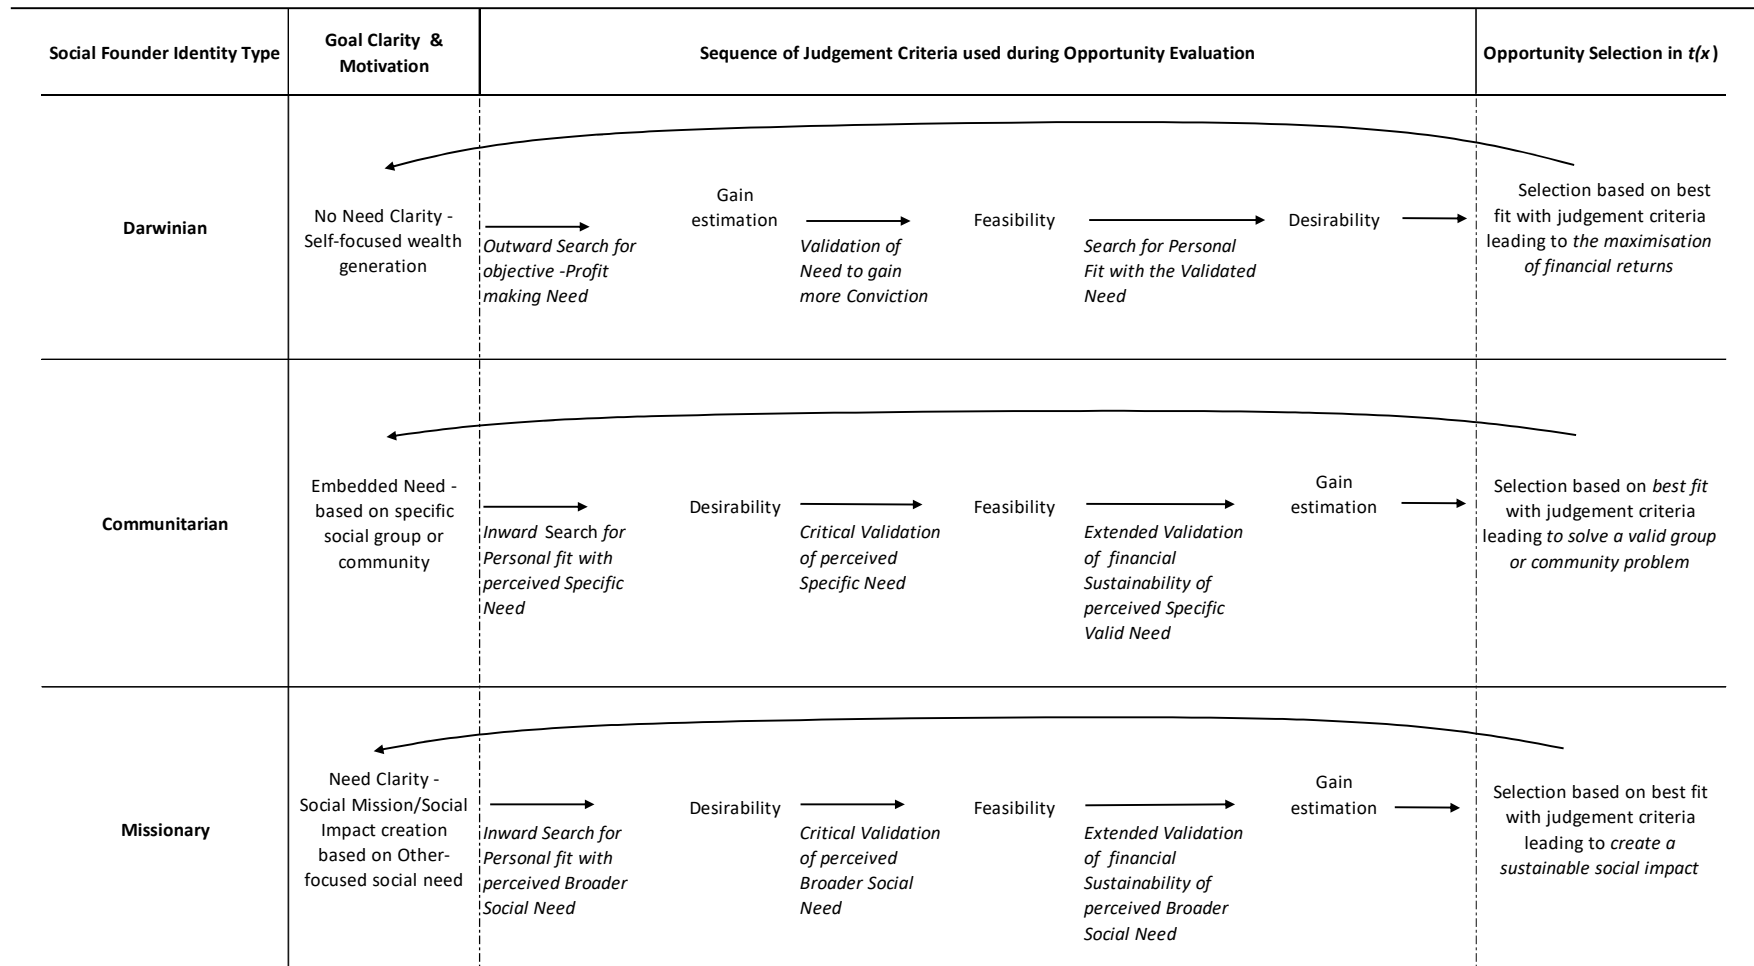 Social Founder Identity Type
Goal Clarity &
Motivation
Sequence of Judgement Criteria used during Opportunity Evaluation
Opportunity Selection in t(x)
Darwinian
No Need Clarity -
Self-focused wealth
generation
Outward Search for
objective -Profit
making Need
Gain
estimation
Validation of
Need to gain
more Conviction
Feasibility
Search for Personal
Fit with the Validated
Need
Desirability
Selection based on best
fit with judgement criteria
leading to the maximisation
of financial returns
Communitarian
Embedded Need -
based on specific
social group or
community
Inward Search for
Personal fit with
perceived Specific
Need
Desirability
Critical Validation
of perceived
Specific Need
Feasibility
Extended Validation
of financial
Sustainability of
perceived Specific
Valid Need
Gain
estimation
Selection based on best fit
with judgement criteria
leading to solve a valid group
or community problem
Missionary
Need Clarity -
Social Mission/Social
Impact creation
based on Other-
focused social need
Inward Search for
Personal fit with
perceived Broader
Social Need
Desirability
Critical Validation
of perceived
Broader Social
Need
Feasibility
Extended Validation
of financial
Sustainability of
perceived Broader
Social Need
Gain
estimation
Selection based on best fit
with judgement criteria
leading to create a
sustainable social impact